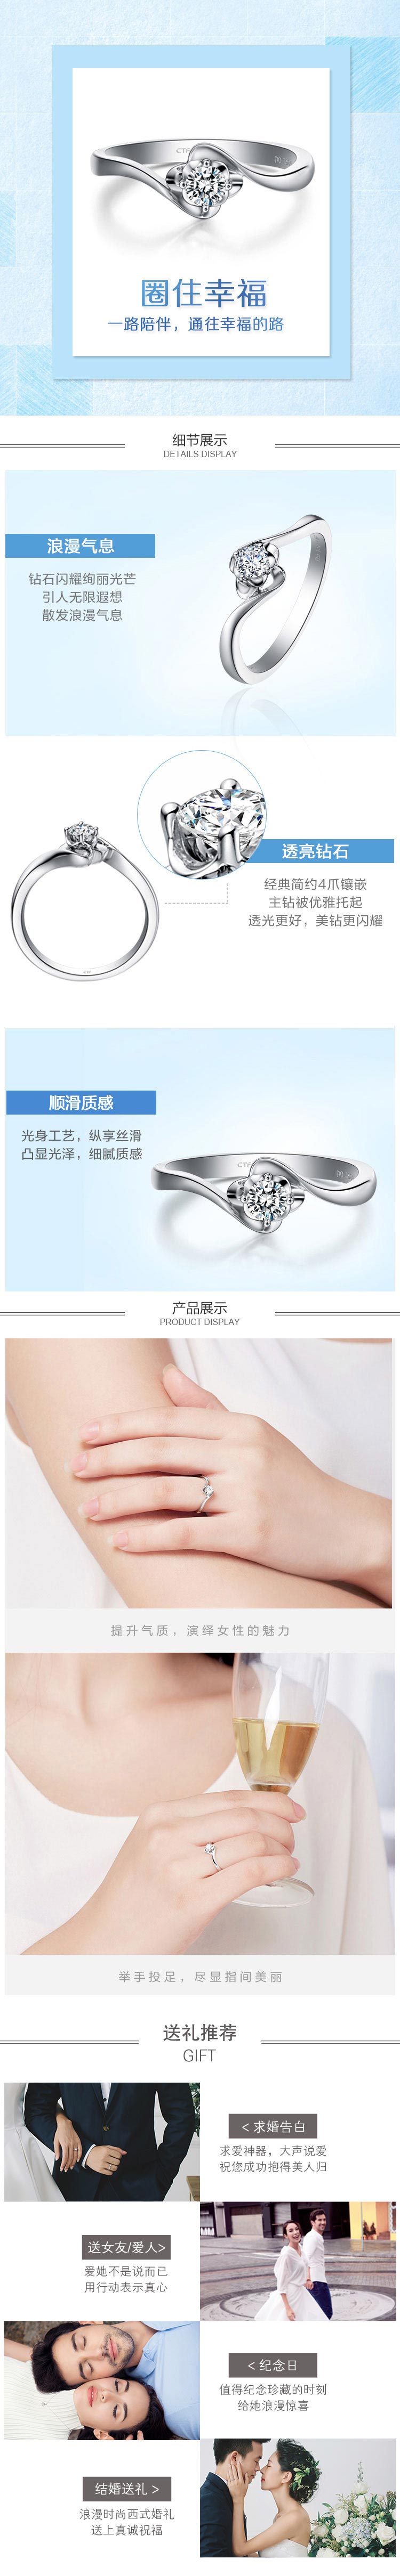 CTF
圈住幸福
一路陪伴，通往幸福的路
细节展示
DETAILS DISPLAY
浪漫气息
钻石闪耀绚丽光芒
引人无限遐想
散发浪漫气息
透亮钻石
经典简约4爪镶嵌
主钻被优雅托起
透光更好，美钻更闪耀
CTF
顺滑质感
光身工艺，纵享丝滑
凸显光泽，细腻质感
CTF
产品展示
PRODUCT DISPLAY
提升气质，演绎女性的魅力
举手投足，尽显指间美丽
送礼推荐
GIFT
<求婚告白
求爱神器，大声说爱
祝您成功抱得美人归
送女友/爱人>
爱她不是说而已
用行动表示真心
<纪念日
值得纪念珍藏的时刻
给她浪漫惊喜
结婚送礼 >
浪漫时尚西式婚礼
送上真诚祝福